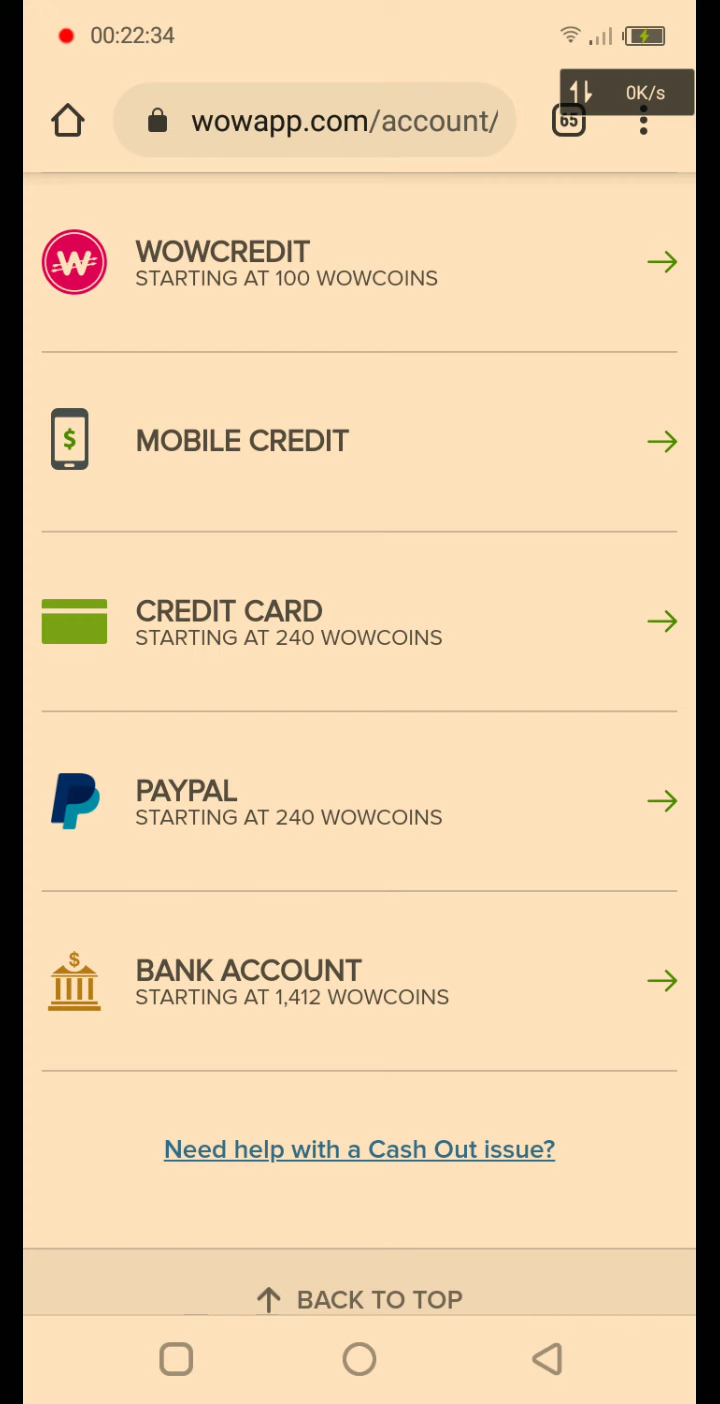 00:22:34
0K/s
wowapp.com/account/
65
WOWCREDIT
STARTING AT 100 WOWCOINS
MOBILE CREDIT
CREDIT CARD
STARTING AT 240 WOWCOINS
PAYPAL
STARTING AT 240 WOWCOINS
BANK ACCOUNT
STARTING AT 1,412 WOWCOINS
Need help with a Cash Out issue?
BACK TO TOP